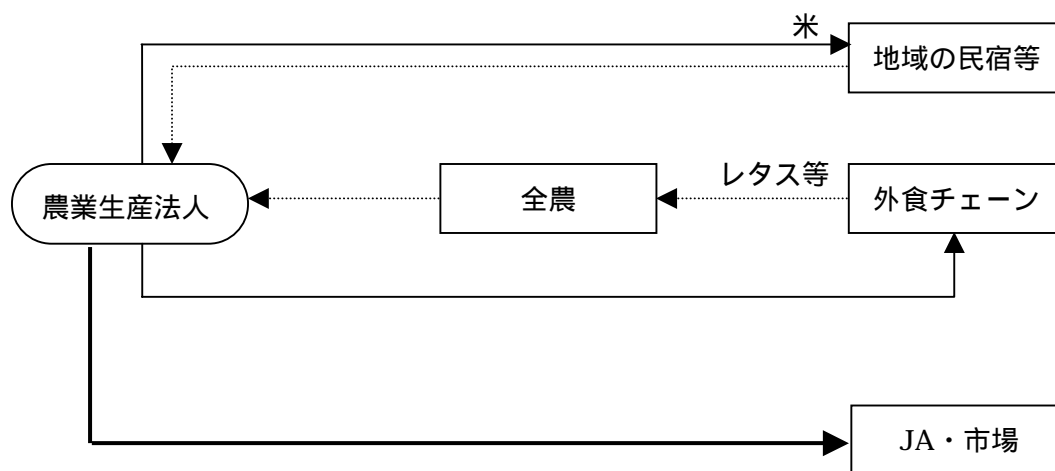 米
地域の民宿等
レタス等
農業生産法人
全農
外食チェーン
JA・市場